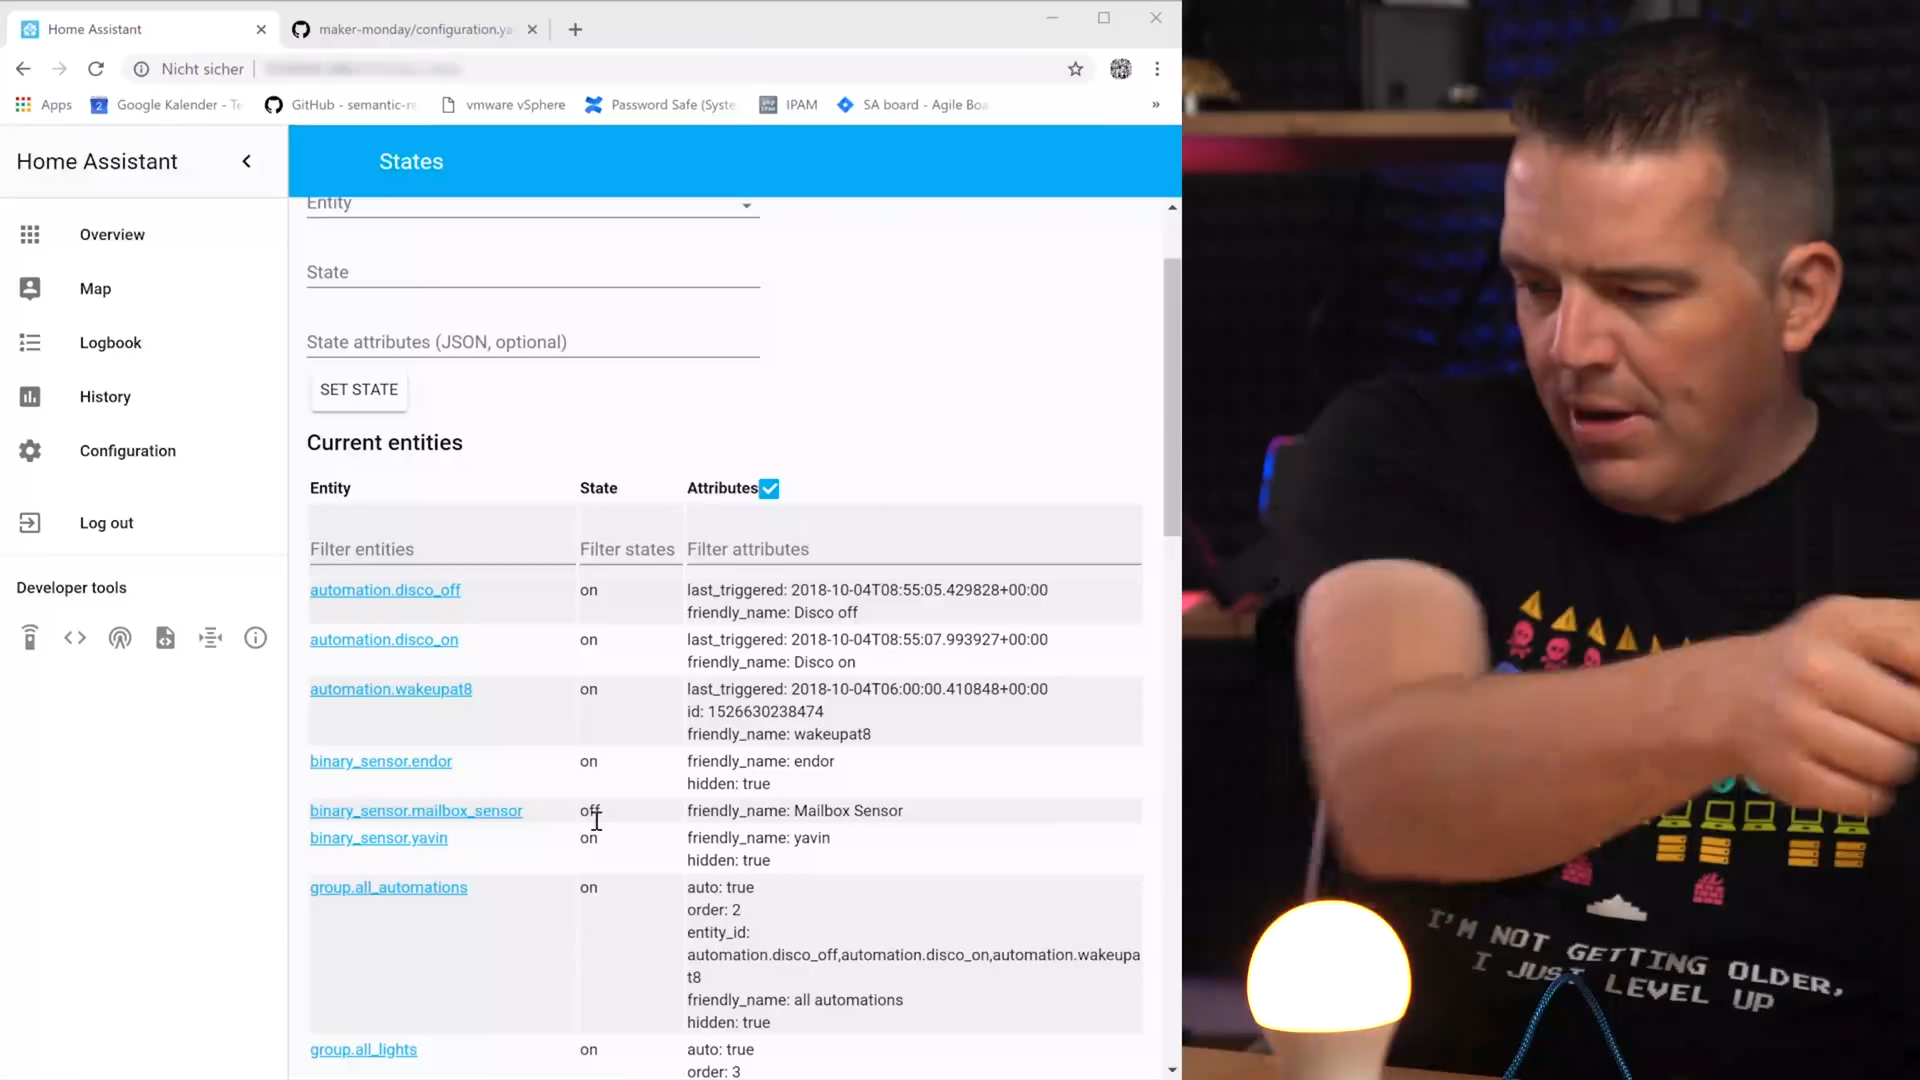 Home Assistant
maker-monday/configuration.ya
Nicht sicher
Apps
2
Google Kalender - Te
GitHub - semantic-re
vmware vSphere
Password Safe (Syste
IPAM
SA board - Agile Boa
»
Home Assistant
States
Overview
Map
Logbook
History
Configuration
Log out
Developer tools
Entity
State
State attributes (JSON, optional)
SET STATE
Current entities
Entity State Attributes
Filter entities Filter states Filter attributes
automation.disco_off on last_triggered: 2018-10-04T08:55:05.429828+00:00
friendly_name: Disco off
automation.disco_on on last_triggered: 2018-10-04T08:55:07.993927+00:00
friendly_name: Disco on
automation.wakeupat8 on last_triggered: 2018-10-04T06:00:00.410848+00:00
id: 1526630238474
friendly_name: wakeupat8
binary_sensor.endor on friendly_name: endor
hidden: true
binary_sensor.mailbox_sensor off friendly_name: Mailbox Sensor
binary_sensor.yavin on friendly_name: yavin
hidden: true
group.all_automations on auto: true
order: 2
entity_id:
automation.disco_off,automation.disco_on,automation.wakeupa
t8
friendly_name: all automations
hidden: true
group.all_lights on auto: true
order: 3
I'M NOT GETTING OLDER,
I JUST LEVEL UP